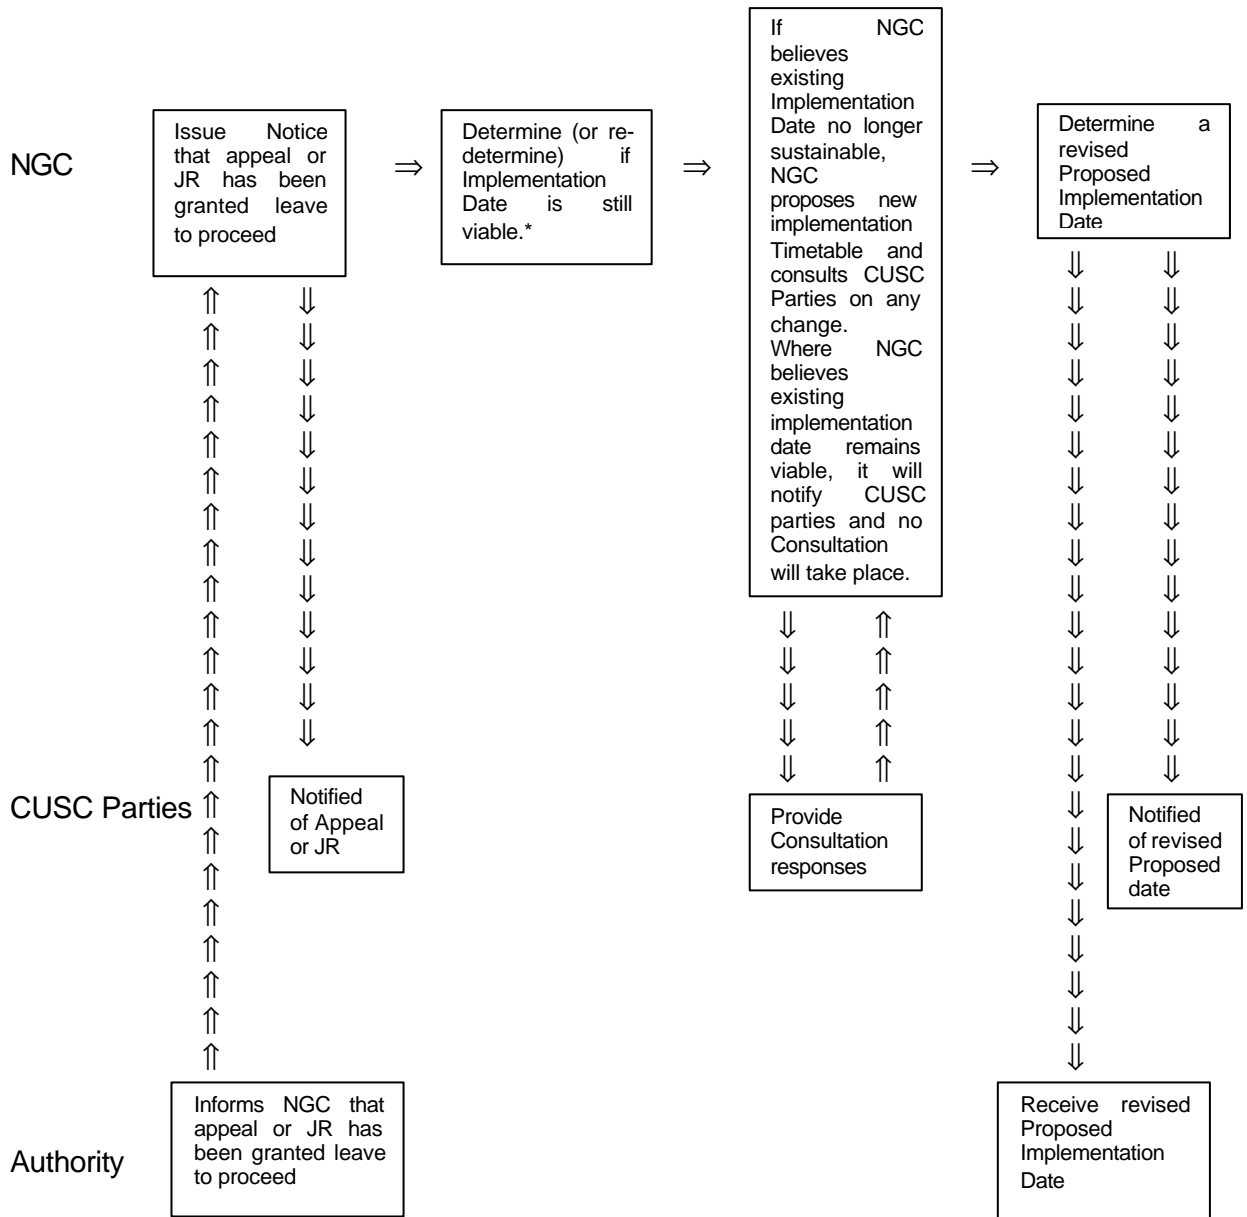 NGC
Issue Notice
that appeal or
JR has been
granted leave
to proceed
⇒
Determine (or re-
determine) if
Implementation
Date is still
viable.*
⇒
If NGC
believes
existing
Implementation
Date no longer
sustainable,
NGC
proposes new
implementation
Timetable and
consults CUSC
Parties on any
change.
Where NGC
believes
existing
implementation
date remains
viable, it will
notify CUSC
parties and no
Consultation
will take place.
⇒
Determine a
revised
Proposed
Implementation
Date
CUSC Parties
Notified
of Appeal
or JR
Provide
Consultation
responses
Notified
of revised
Proposed
date
Authority
Informs NGC that
appeal or JR has
been granted leave
to proceed
Receive revised
Proposed
Implementation
Date